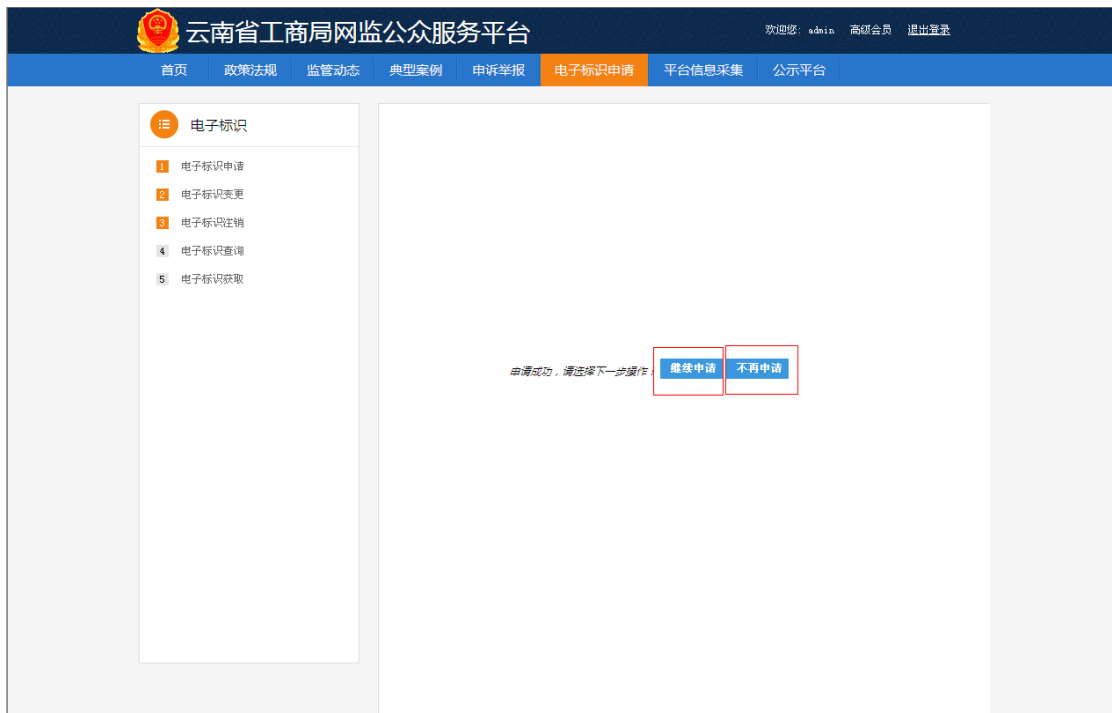 云南省工商局网监公众服务平台
欢迎您: admin 高级会员 退出登录
首页 政策法规 监管动态 典型案例 申诉举报 电子标识申请 平台信息采集 公示平台
电子标识
1 电子标识申请
2 电子标识变更
3 电子标识注销
4 电子标识查询
5 电子标识获取
申请成功，请选择下一步操作！ 继续申请 不再申请